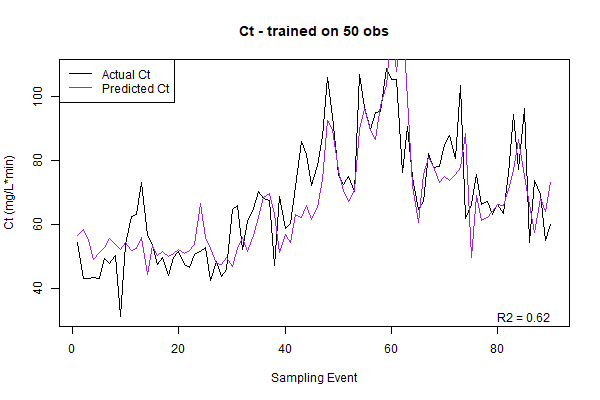 Ct - trained on 50 obs
Actual Ct
Predicted Ct
Ct (mg/L*min)
100
80
60
40
R2 = 0.62
0 20 40 60 80
Sampling Event